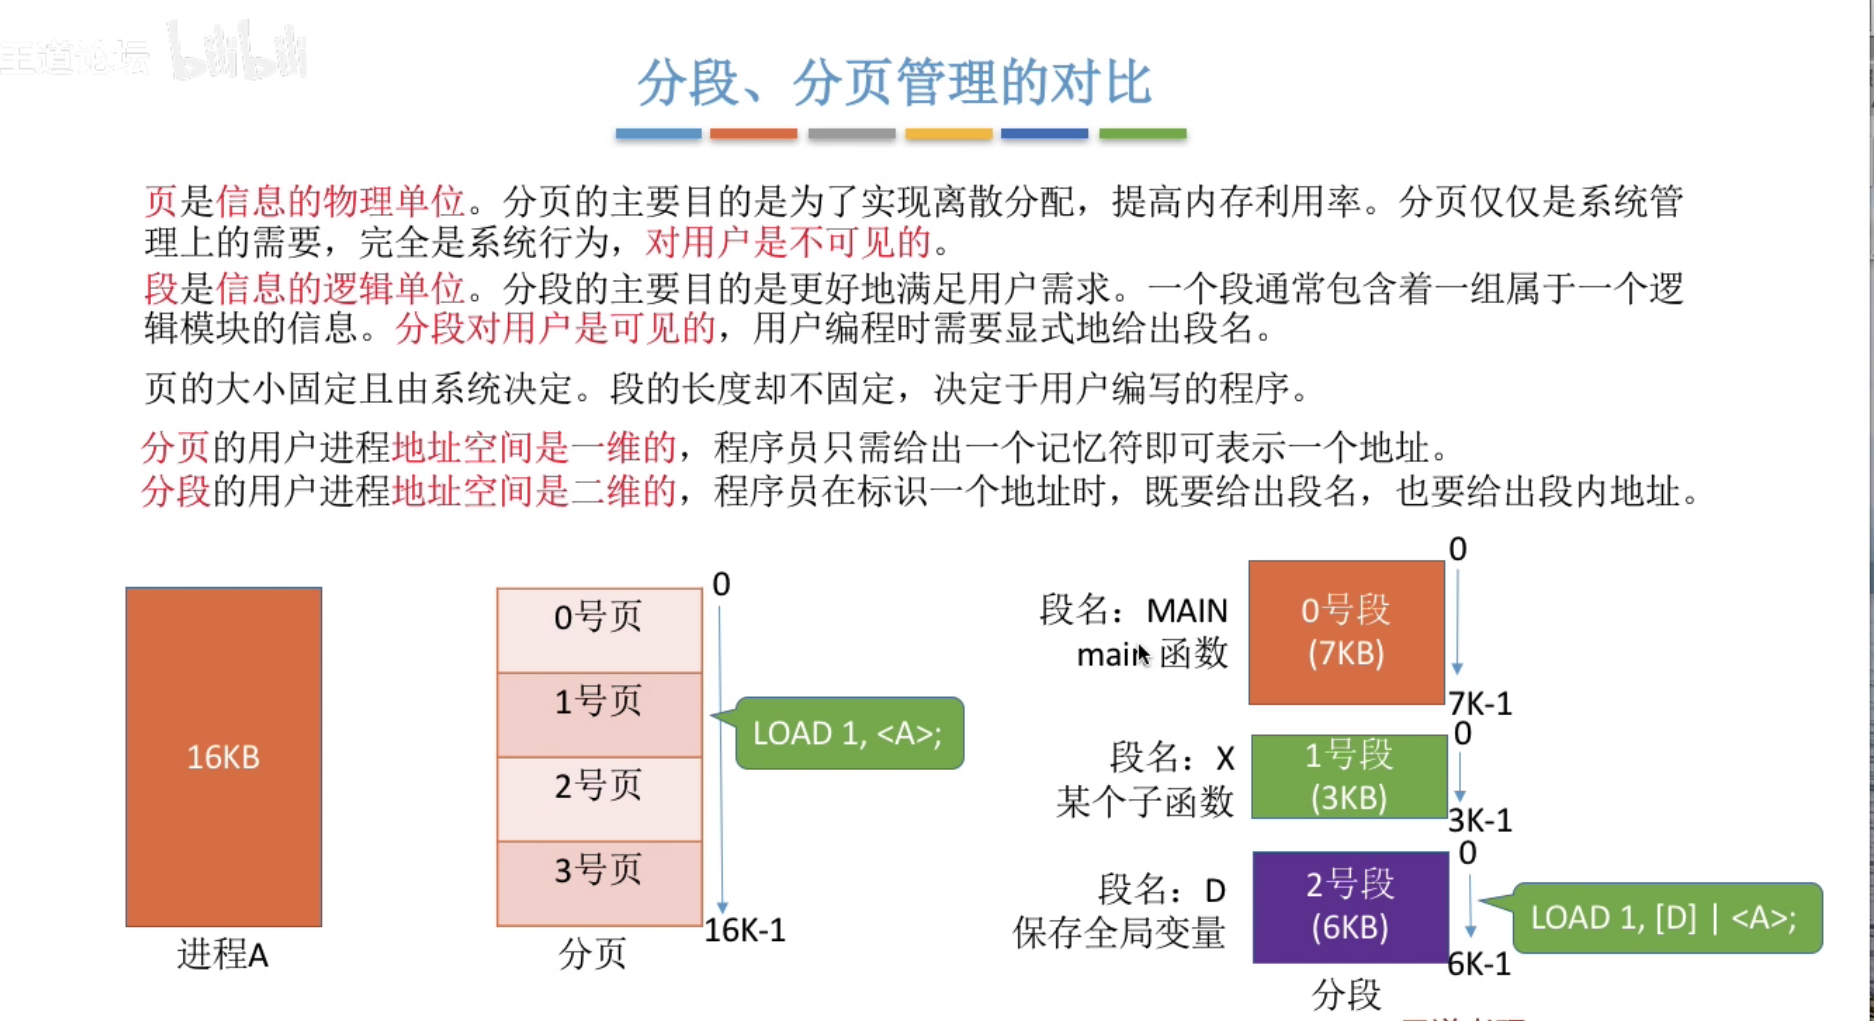 王道论坛 bilibili
分段、分页管理的对比
页是信息的物理单位。分页的主要目的是为了实现离散分配，提高内存利用率。分页仅仅是系统管
理上的需要，完全是系统行为，对用户是不可见的。
段是信息的逻辑单位。分段的主要目的是更好地满足用户需求。一个段通常包含着一组属于一个逻
辑模块的信息。分段对用户是可见的，用户编程时需要显式地给出段名。
页的大小固定且由系统决定。段的长度却不固定，决定于用户编写的程序。
分页的用户进程地址空间是一维的，程序员只需给出一个记忆符即可表示一个地址。
分段的用户进程地址空间是二维的，程序员在标识一个地址时，既要给出段名，也要给出段内地址。
16KB
进程A
0号页
1号页
2号页
3号页
0
16K-1
LOAD 1, <A>;
分页
段名：MAIN
main函数
0号段
(7KB)
0
7K-1
段名：X
某个子函数
1号段
(3KB)
0
3K-1
段名：D
保存全局变量
2号段
(6KB)
0
6K-1
LOAD 1, [D] | <A>;
分段